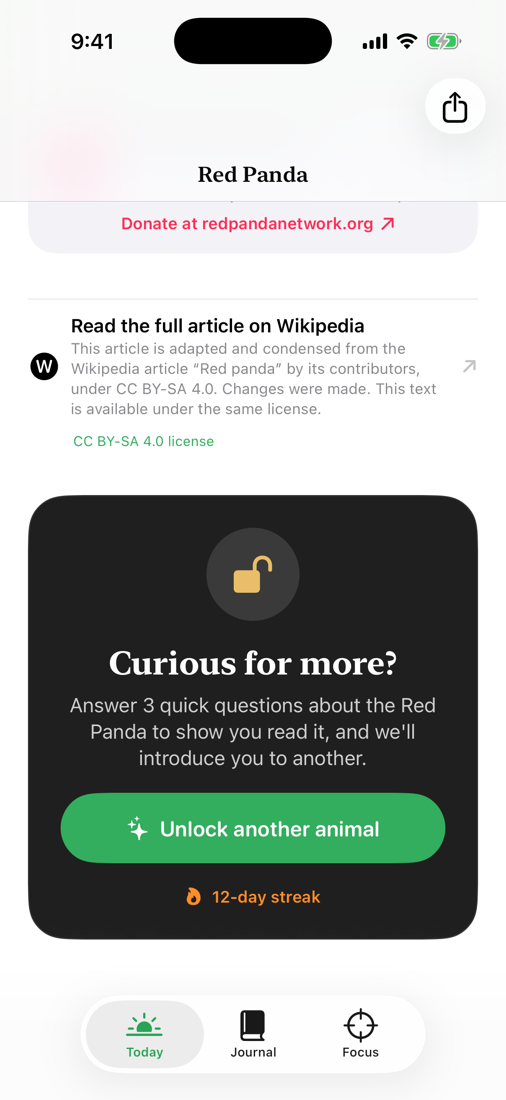 9:41
Red Panda
Donate at redpandanetwork.org
Read the full article on Wikipedia
W
This article is adapted and condensed from the
Wikipedia article “Red panda” by its contributors,
under CC BY-SA 4.0. Changes were made. This text
is available under the same license.
CC BY-SA 4.0 license
Curious for more?
Answer 3 quick questions about the Red
Panda to show you read it, and we'll
introduce you to another.
Unlock another animal
12-day streak
Today
Journal
Focus